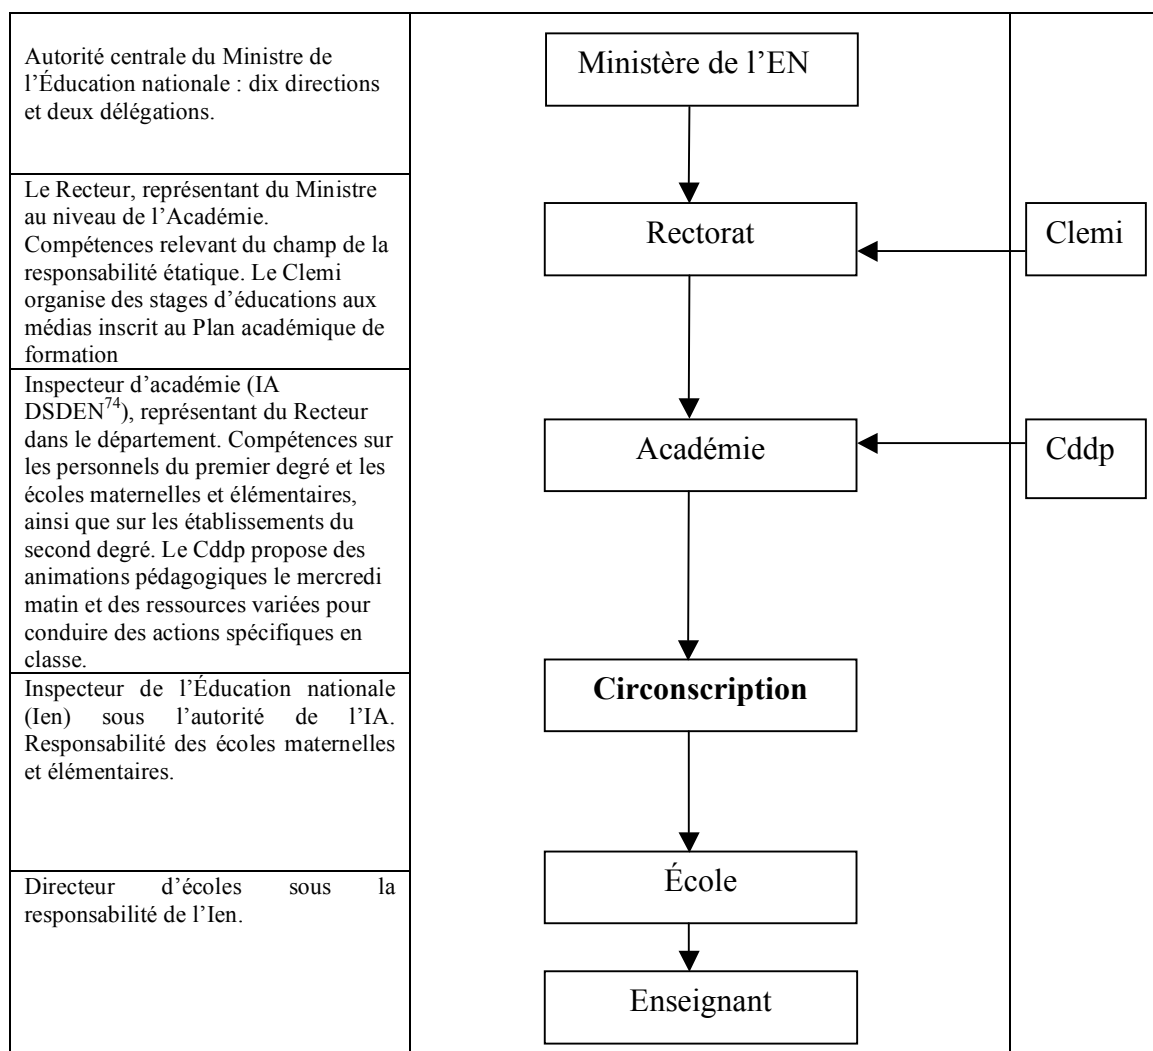 Autorité centrale du Ministre de
l’Éducation nationale : dix directions
et deux délégations.
Ministère de l’EN
Le Recteur, représentant du Ministre
au niveau de l’Académie.
Compétences relevant du champ de la
responsabilité étatique. Le Clemi
organise des stages d’éducations aux
médias inscrit au Plan académique de
formation
Rectorat
Clemi
Inspecteur d’académie (IA
DSDEN74), représentant du Recteur
dans le département. Compétences sur
les personnels du premier degré et les
écoles maternelles et élémentaires,
ainsi que sur les établissements du
second degré. Le Cddp propose des
animations pédagogiques le mercredi
matin et des ressources variées pour
conduire des actions spécifiques en
classe.
Académie
Cddp
Inspecteur de l’Éducation nationale
(Ien) sous l’autorité de l’IA.
Responsabilité des écoles maternelles
et élémentaires.
Circonscription
Directeur d’écoles sous la
responsabilité de l’Ien.
École
Enseignant